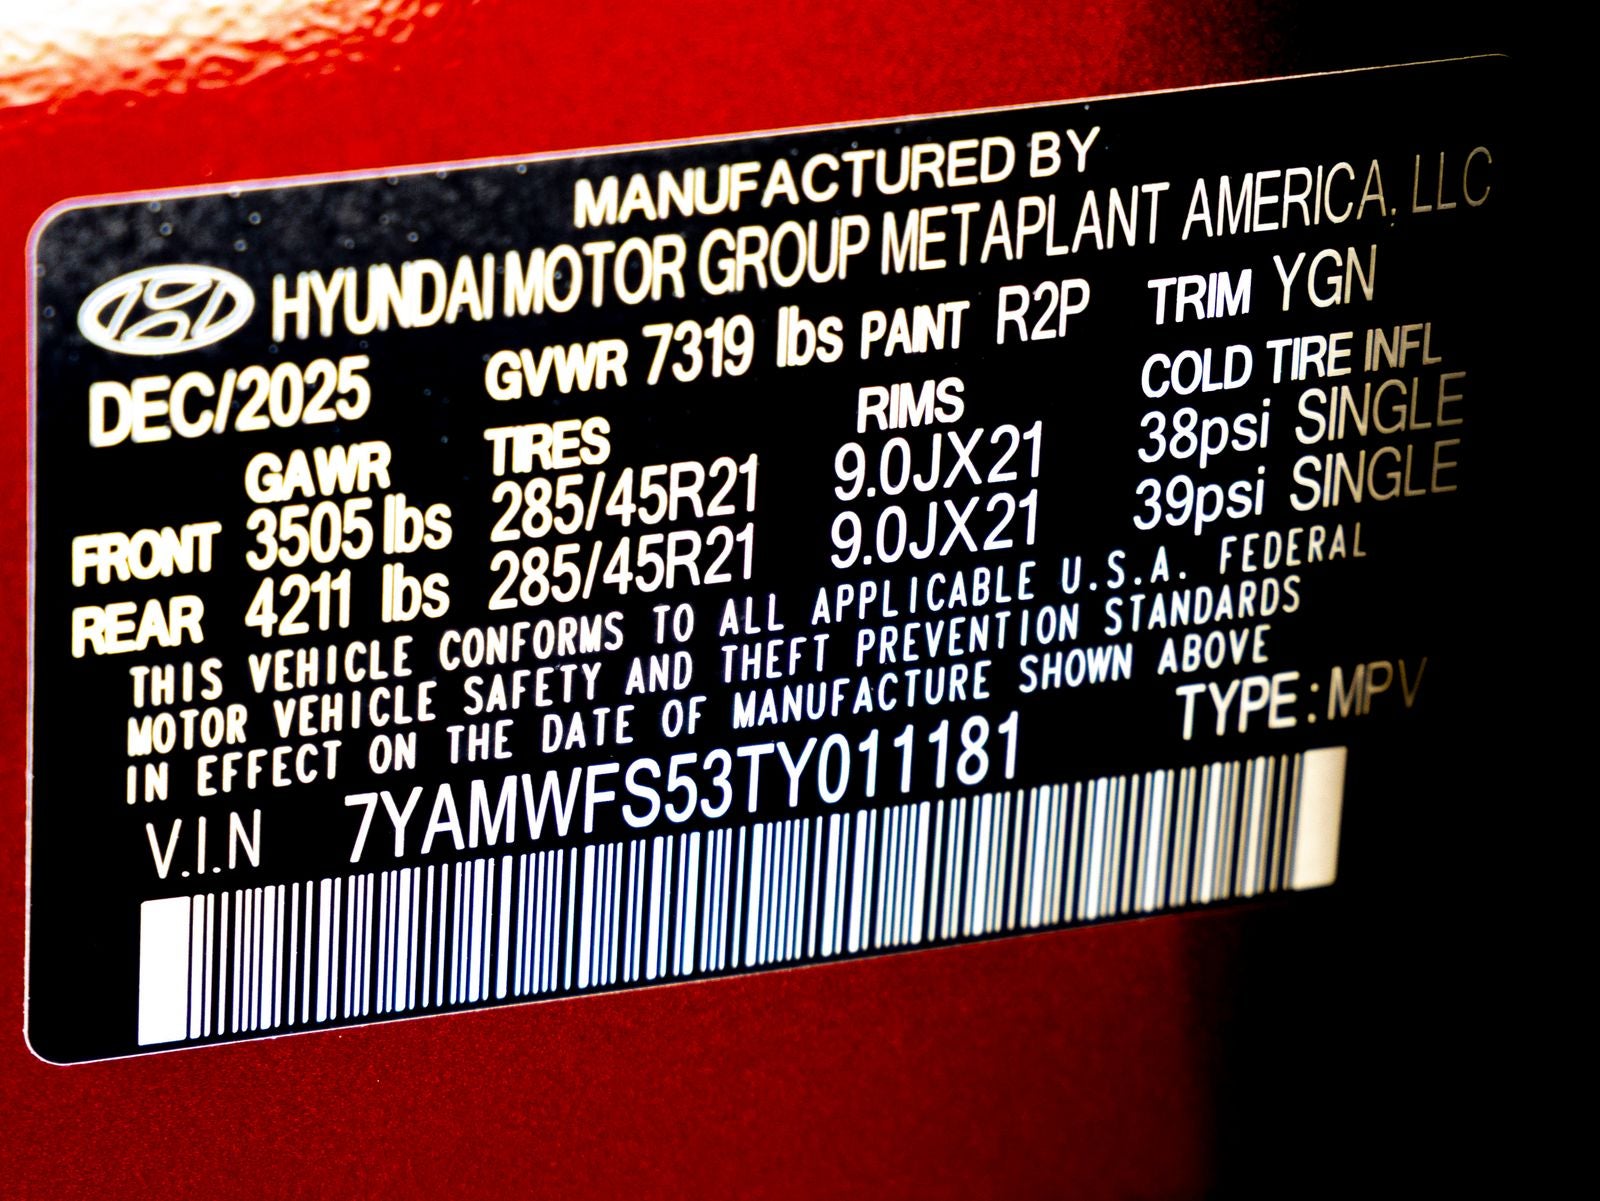 MANUFACTURED BY
HYUNDAI MOTOR GROUP METAPLANT AMERICA, LLC
DEC/2025 GVWR 7319 lbs PAINT R2P TRIM YGN
GAWR TIRES RIMS COLD TIRE INFL
FRONT 3505 lbs 285/45R21 9.0JX21 38psi SINGLE
REAR 4211 lbs 285/45R21 9.0JX21 39psi SINGLE
THIS VEHICLE CONFORMS TO ALL APPLICABLE U.S.A. FEDERAL
MOTOR VEHICLE SAFETY AND THEFT PREVENTION STANDARDS
IN EFFECT ON THE DATE OF MANUFACTURE SHOWN ABOVE
V.I.N 7YAMWFS53TY011181 TYPE : MPV